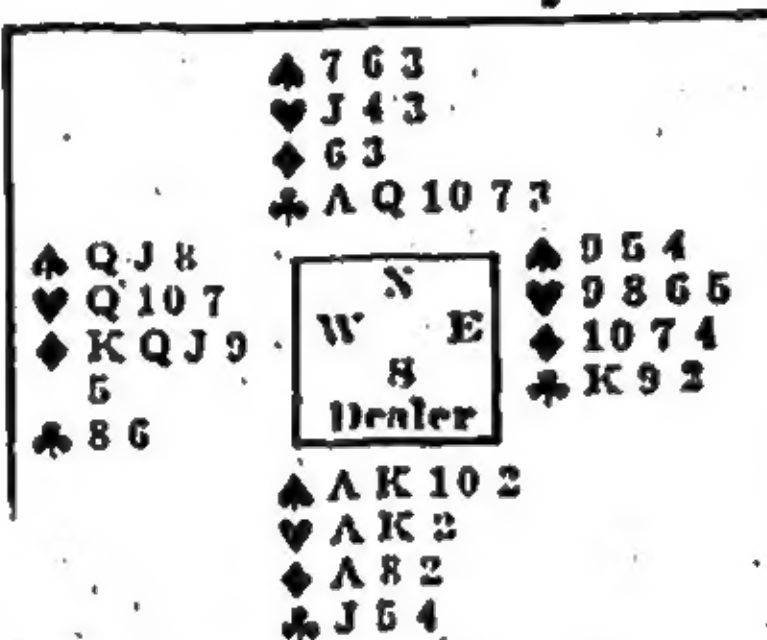 ♠ 7 6 3
♥ J 4 3
♦ 6 3
♣ A Q 10 7 3
♠ Q J 8
♥ Q 10 7
♦ K Q J 9
5
♣ 8 6
N
W E
S
Dealer
♠ 9 5 4
♥ 9 8 6 5
♦ 10 7 4
♣ K 9 2
♠ A K 10 2
♥ A K 2
♦ A 8 2
♣ J 5 4